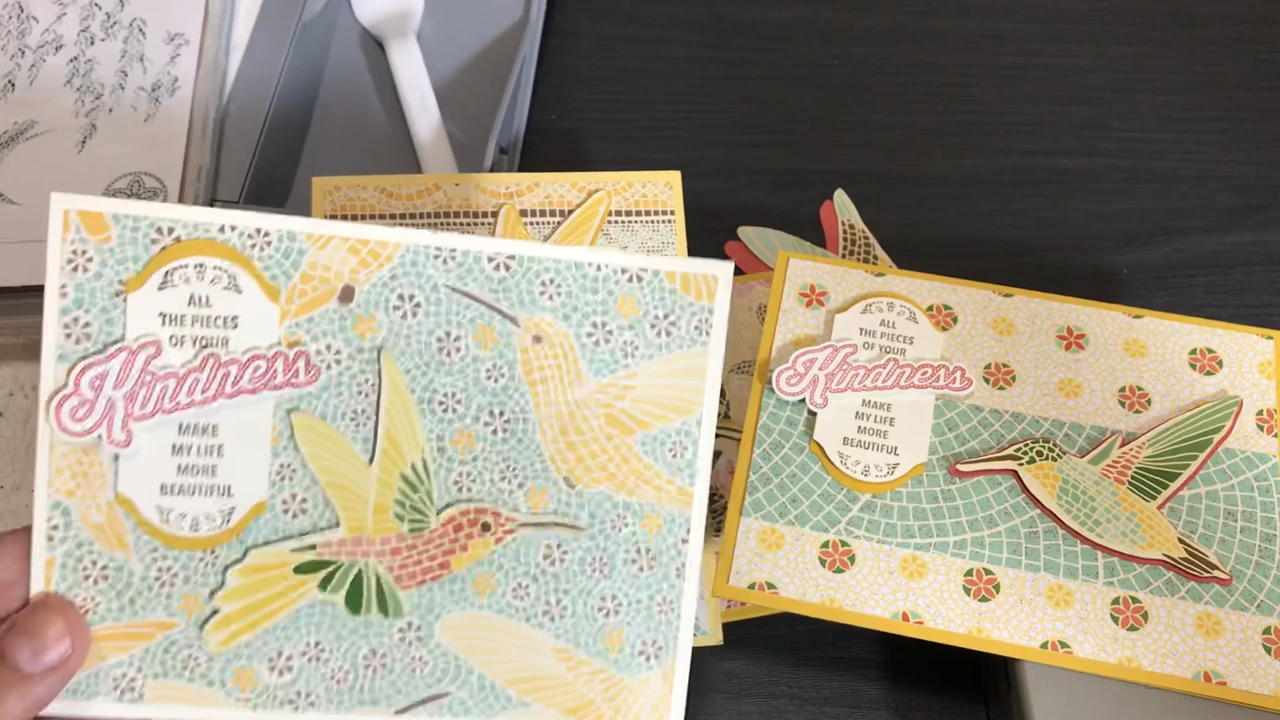 ALL
THE PIECES
OF YOUR
Kindness
MAKE
MY LIFE
MORE
BEAUTIFUL
ALL
THE PIECES
OF YOUR
Kindness
MAKE
MY LIFE
MORE
BEAUTIFUL